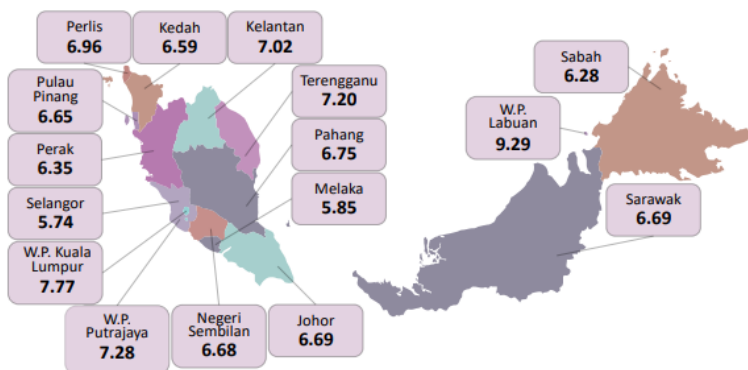 Perlis
6.96
Kedah
6.59
Kelantan
7.02
Pulau
Pinang
6.65
Terengganu
7.20
Perak
6.35
Pahang
6.75
Selangor
5.74
Melaka
5.85
W.P. Kuala
Lumpur
7.77
W.P.
Putrajaya
7.28
Negeri
Sembilan
6.68
Johor
6.69
Sabah
6.28
W.P.
Labuan
9.29
Sarawak
6.69